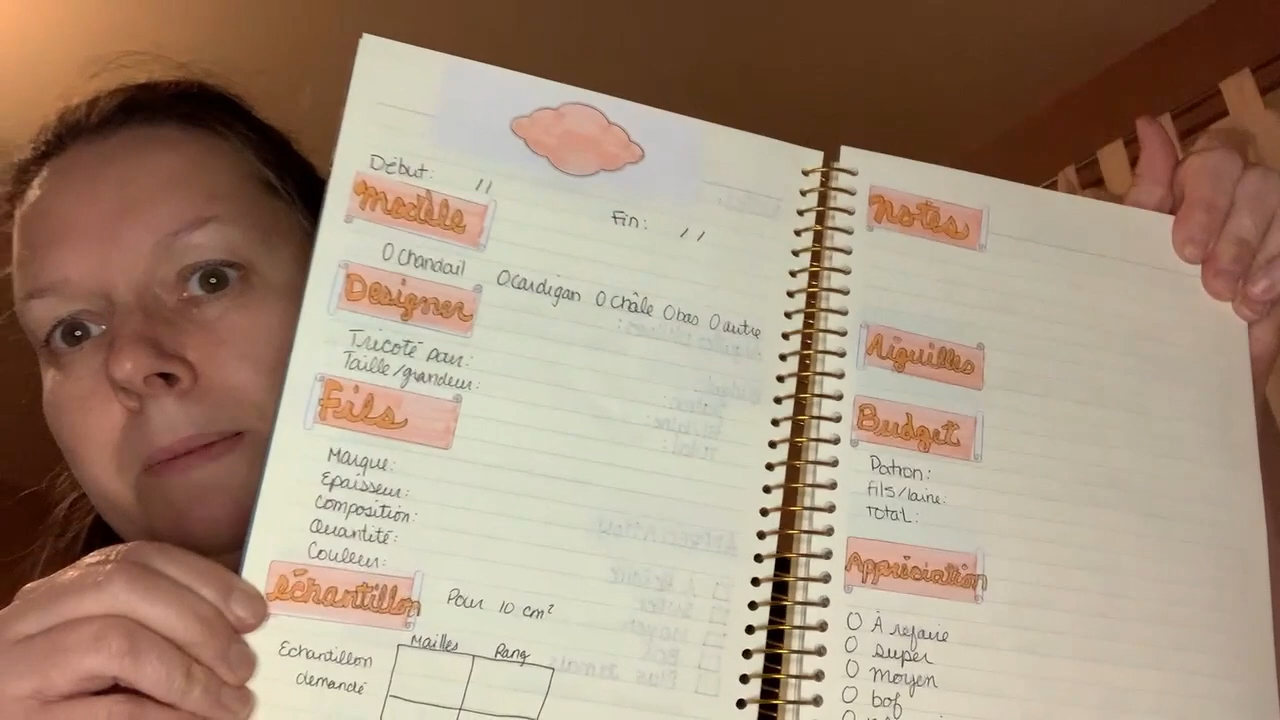 Début: / /
Fin: / /
Modèle
O Chandail O cardigan O châle O bas O autre
Designer
Tricoté pour:
Taille/grandeur:
Fils
Marque:
Epaisseur:
Composition:
Quantité:
Couleur:
échantillon
Pour 10 cm²
Mailles Rang
Echantillon
demandé
Notes
Aiguilles
Budget
Patron:
fils/laine:
Total:
Appréciation
O À refaire
O super
O moyen
O bof